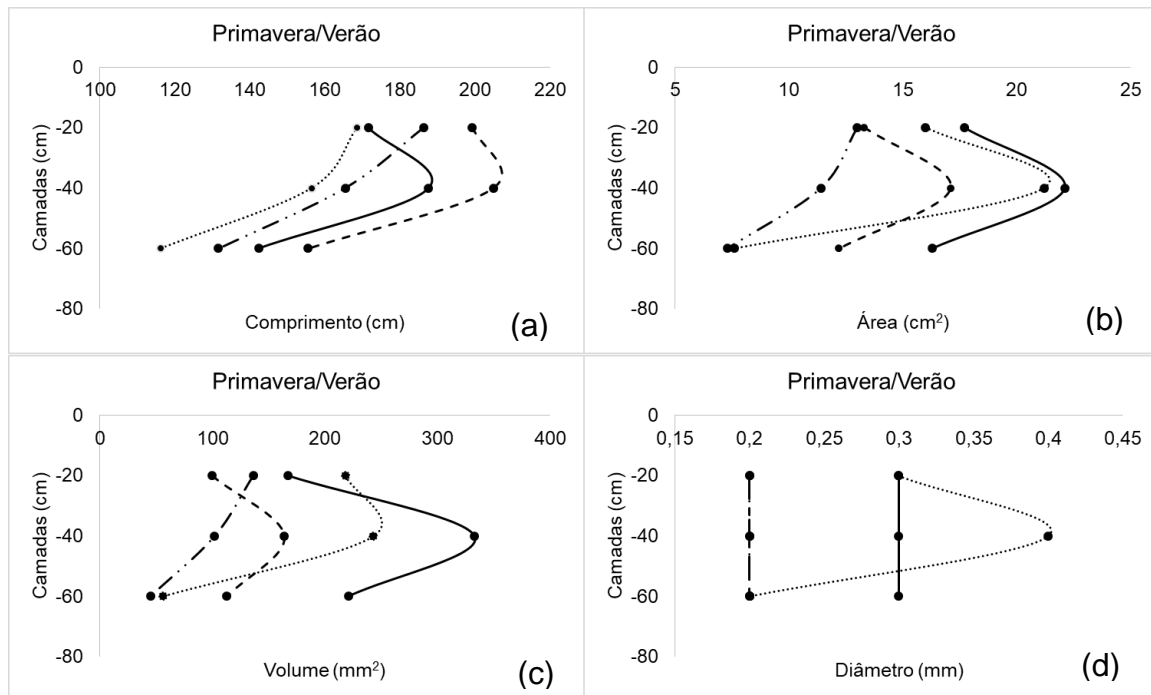 Primavera/Verão
0
100 120 140 160 180 200 220
-20
-40
-60
-80
Camadas (cm)
Comprimento (cm)
(a)
Primavera/Verão
0
5 10 15 20 25
-20
-40
-60
-80
Camadas (cm)
Área (cm²)
(b)
Primavera/Verão
0
0 100 200 300 400
-20
-40
-60
-80
Camadas (cm)
Volume (mm²)
(c)
Primavera/Verão
0
0,15 0,2 0,25 0,3 0,35 0,4 0,45
-20
-40
-60
-80
Camadas (cm)
Diâmetro (mm)
(d)